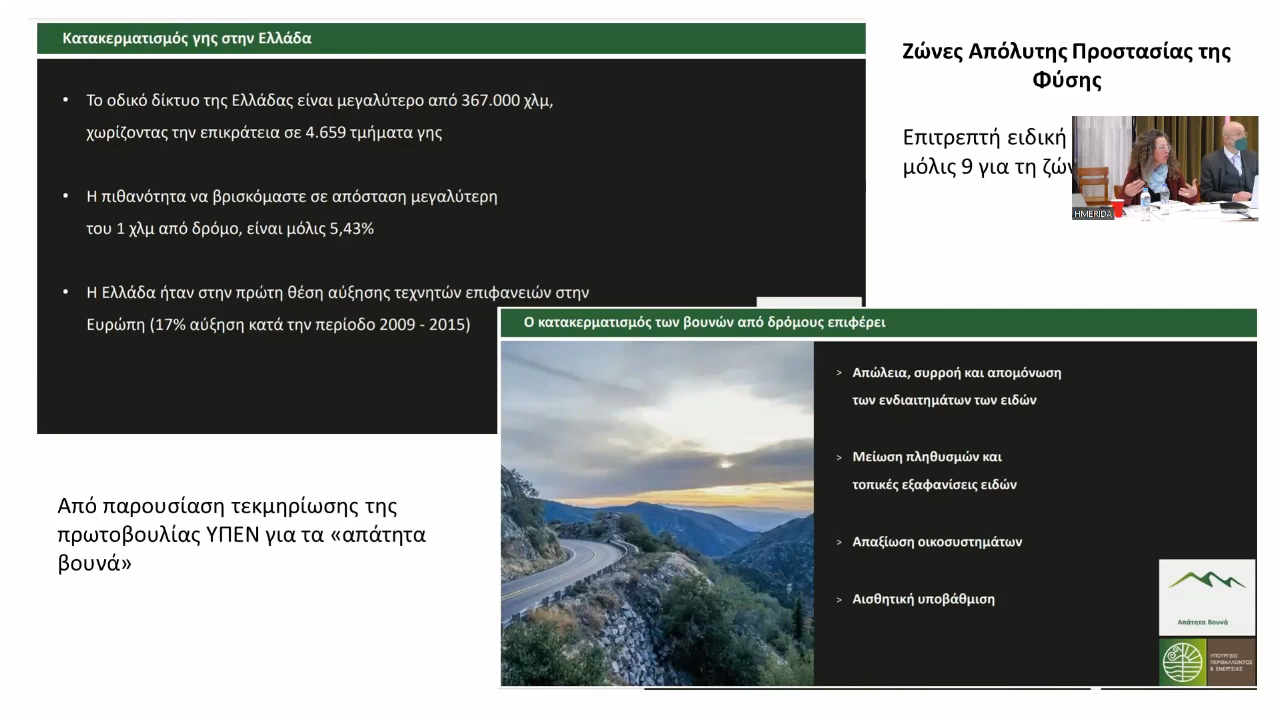 Κατακερματισμός γης στην Ελλάδα
• Το οδικό δίκτυο της Ελλάδας είναι μεγαλύτερο από 367.000 χλμ,
χωρίζοντας την επικράτεια σε 4.659 τμήματα γης
• Η πιθανότητα να βρισκόμαστε σε απόσταση μεγαλύτερη
του 1 χλμ από δρόμο, είναι μόλις 5,43%
• Η Ελλάδα ήταν στην πρώτη θέση αύξησης τεχνητών επιφανειών στην
Ευρώπη (17% αύξηση κατά την περίοδο 2009 - 2015)
Ζώνες Απόλυτης Προστασίας της
Φύσης
Επιτρεπτή ειδική
μόλις 9 για τη
HMERIDA
Ο κατακερματισμός των βουνών από δρόμους επιφέρει
> Απώλεια, συρροή και απομόνωση
των ενδιαιτημάτων των ειδών
> Μείωση πληθυσμών και
τοπικές εξαφανίσεις ειδών
> Απαξίωση οικοσυστημάτων
> Αισθητική υποβάθμιση
Από παρουσίαση τεκμηρίωσης της
πρωτοβουλίας ΥΠΕΝ για τα «απάτητα
βουνά»
Απάτητα Βουνά
ΥΠΟΥΡΓΕΙΟ
ΠΕΡΙΒΑΛΛΟΝΤΟΣ
& ΕΝΕΡΓΕΙΑΣ